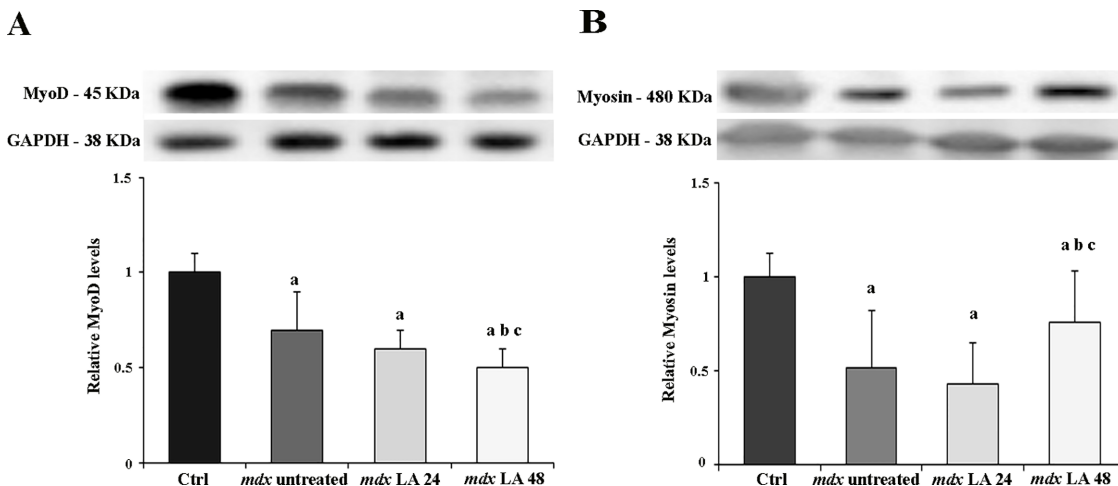 A
MyoD - 45 KDa
GAPDH - 38 KDa
1.5
1
0.5
0
Relative MyoD levels
a
a
a b c
Ctrl
mdx untreated
mdx LA 24
mdx LA 48
B
Myosin - 480 KDa
GAPDH - 38 KDa
1.5
1
0.5
0
Relative Myosin levels
a
a
a b c
Ctrl
mdx untreated
mdx LA 24
mdx LA 48